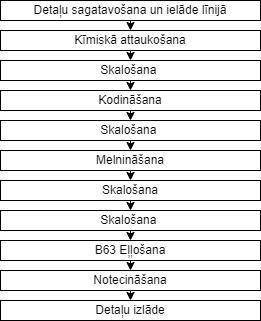 Detaļu sagatavošana un ielāde līnijā
Ķīmiskā attaukošana
Skalošana
Kodināšana
Skalošana
Melnināšana
Skalošana
Skalošana
B63 Eļļošana
Notecināšana
Detaļu izlāde